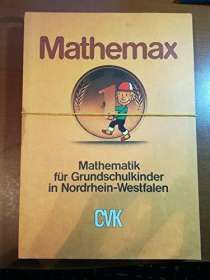 Mathemax
1
Mathematik
für Grundschulkinder
in Nordrhein-Westfalen
CVK